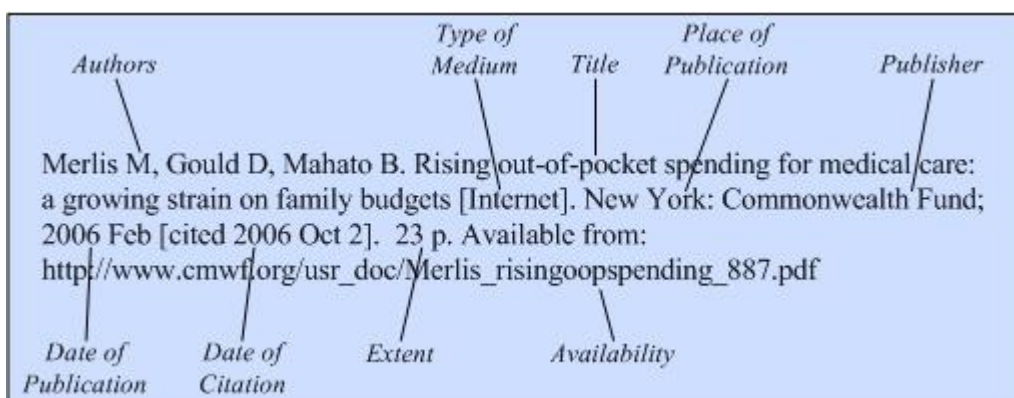 Type of Place of
Authors Medium Title Publication Publisher
Merlis M, Gould D, Mahato B. Rising out-of-pocket spending for medical care:
a growing strain on family budgets [Internet]. New York: Commonwealth Fund;
2006 Feb [cited 2006 Oct 2].  23 p. Available from:
http://www.cmwf.org/usr_doc/Merlis_risingoopspending_887.pdf
Date of Date of Extent Availability
Publication Citation